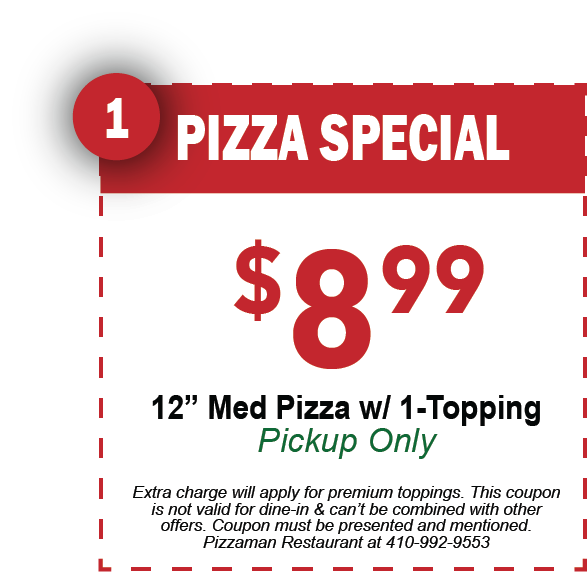 1
PIZZA SPECIAL
$8.99
12” Med Pizza w/ 1-Topping
Pickup Only
Extra charge will apply for premium toppings. This coupon
is not valid for dine-in & can’t be combined with other
offers. Coupon must be presented and mentioned.
Pizzaman Restaurant at 410-992-9553